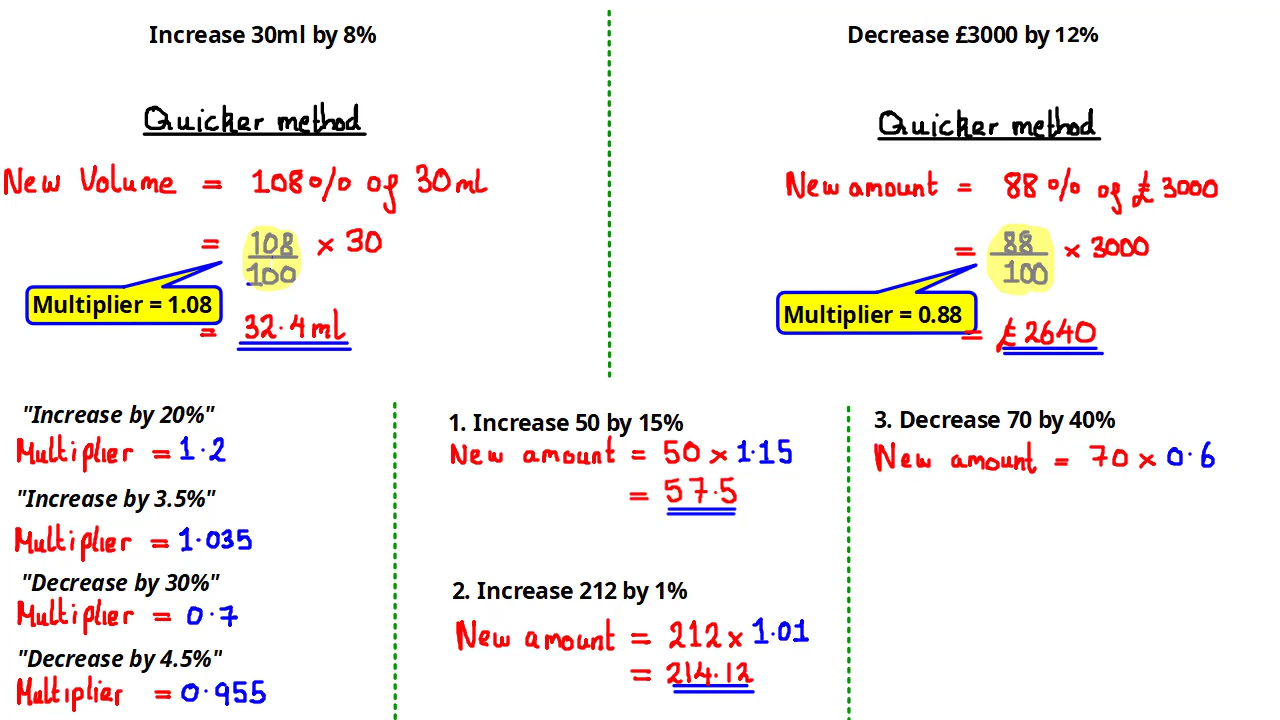 Increase 30ml by 8%
Quicker method
New Volume = 108% of 30ml
= 108/100 × 30
Multiplier = 1.08
= 32.4ml
Decrease £3000 by 12%
Quicker method
New amount = 88% of £3000
= 88/100 × 3000
Multiplier = 0.88
= £2640
"Increase by 20%"
Multiplier = 1.2
"Increase by 3.5%"
Multiplier = 1.035
"Decrease by 30%"
Multiplier = 0.7
"Decrease by 4.5%"
Multiplier = 0.955
1. Increase 50 by 15%
New amount = 50 × 1.15
= 57.5
2. Increase 212 by 1%
New amount = 212 × 1.01
= 214.12
3. Decrease 70 by 40%
New amount = 70 × 0.6